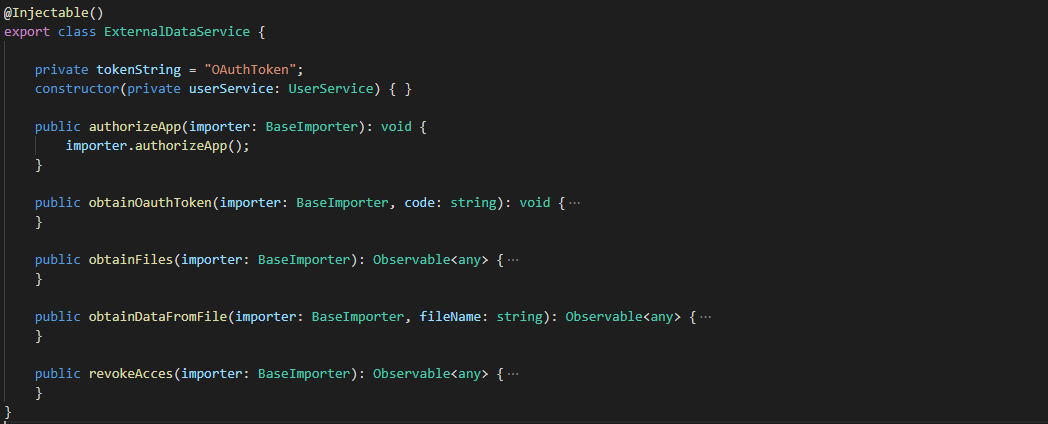 @Injectable()
export class ExternalDataService {
private tokenString = "OAuthToken";
constructor(private userService: UserService) { }
public authorizeApp(importer: BaseImporter): void {
importer.authorizeApp();
}
public obtainOauthToken(importer: BaseImporter, code: string): void {···
}
public obtainFiles(importer: BaseImporter): Observable<any> {···
}
public obtainDataFromFile(importer: BaseImporter, fileName: string): Observable<any> {···
}
public revokeAcces(importer: BaseImporter): Observable<any> {···
}
}